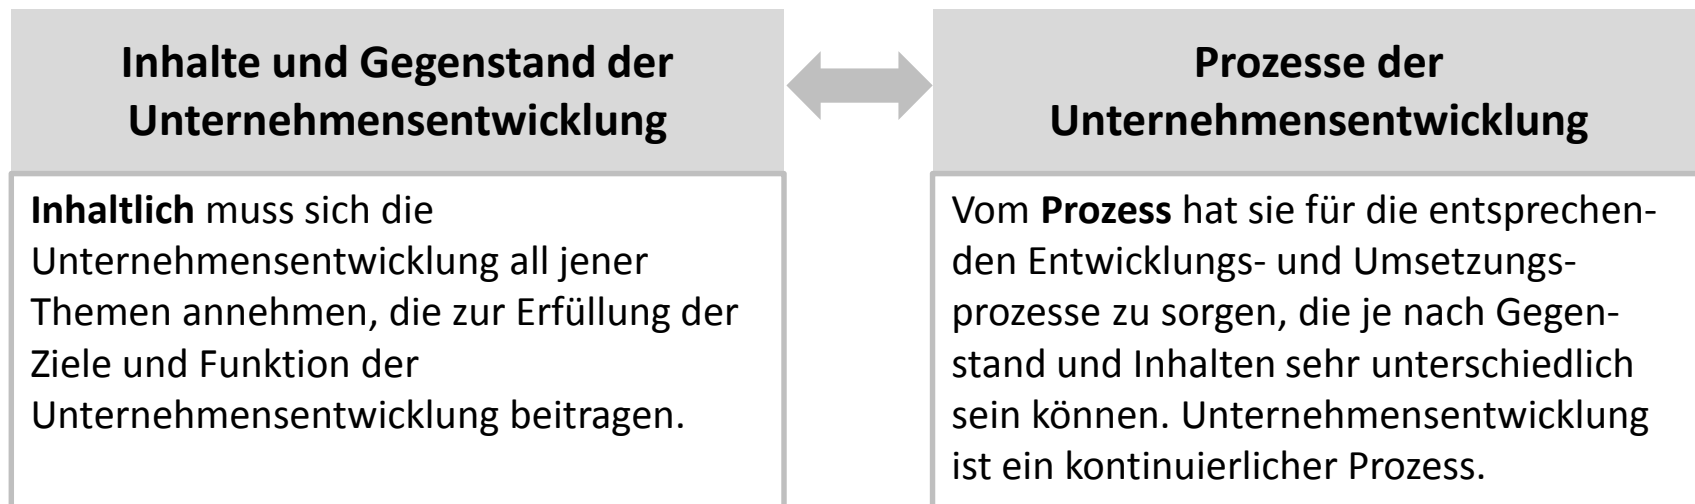 Inhalte und Gegenstand der
Unternehmensentwicklung
Inhaltlich muss sich die
Unternehmensentwicklung all jener
Themen annehmen, die zur Erfüllung der
Ziele und Funktion der
Unternehmensentwicklung beitragen.
Prozesse der
Unternehmensentwicklung
Vom Prozess hat sie für die entsprechen-
den Entwicklungs- und Umsetzungs-
prozesse zu sorgen, die je nach Gegen-
stand und Inhalten sehr unterschiedlich
sein können. Unternehmensentwicklung
ist ein kontinuierlicher Prozess.